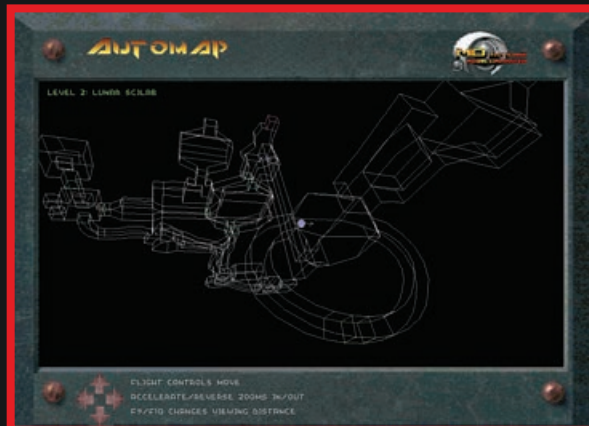 AUTOMAP
LEVEL 2: LUNAR SCILAB
FLIGHT CONTROLS MOVE
ACCELERATE/REVERSE ZOOMS IN/OUT
F9/F10 CHANGES VIEWING DISTANCE